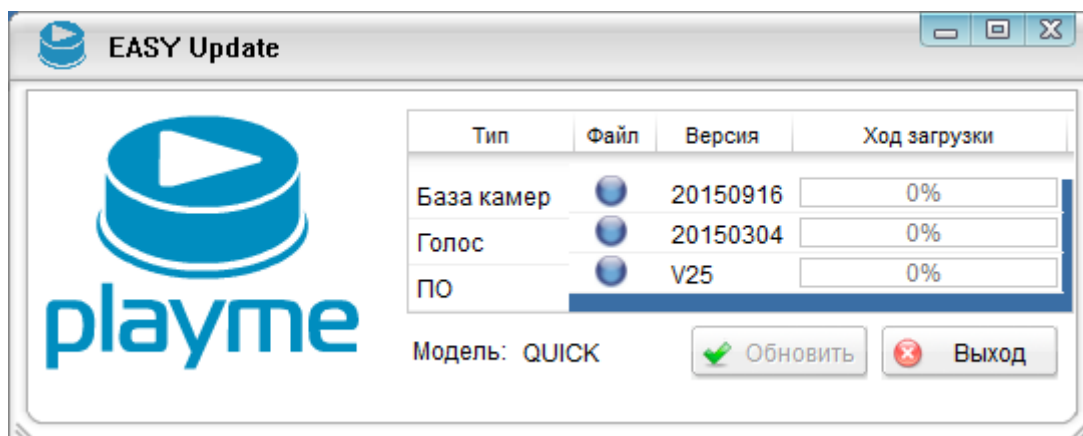 EASY Update
playme
Тип Файл Версия Ход загрузки
База камер 20150916 0%
Голос 20150304 0%
ПО V25 0%
Модель: QUICK Обновить Выход